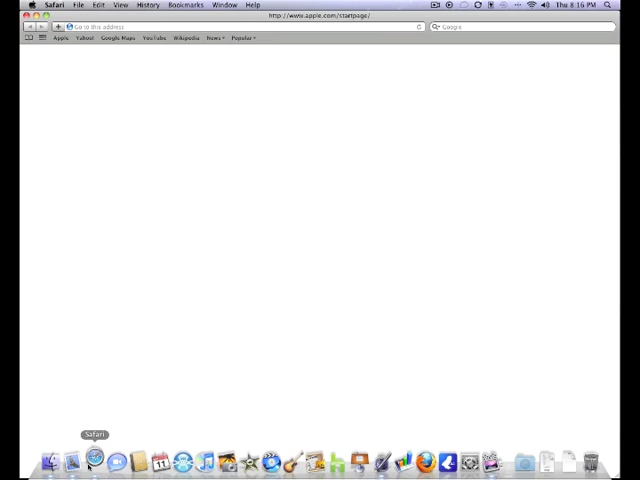 Safari File Edit View History Bookmarks Window Help Thu 8:16 PM
http://www.apple.com/startpage/
Go to this address Google
Apple Yahoo! Google Maps YouTube Wikipedia News Popular
Safari
11